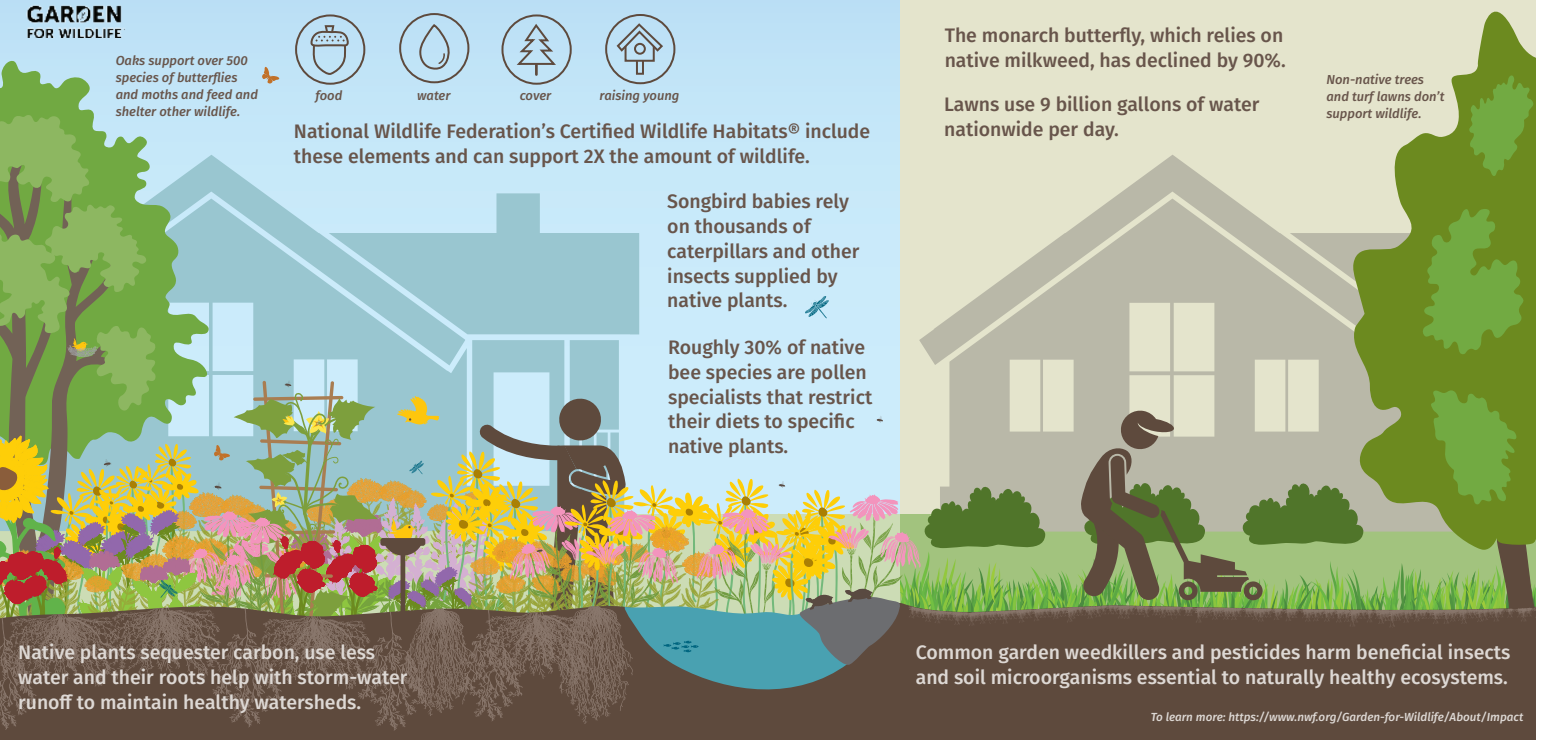 GARDEN
FOR WILDLIFE
Oaks support over 500
species of butterflies
and moths and feed and
shelter other wildlife.
food
water
cover
raising young
National Wildlife Federation’s Certified Wildlife Habitats® include
these elements and can support 2X the amount of wildlife.
Songbird babies rely
on thousands of
caterpillars and other
insects supplied by
native plants.
Roughly 30% of native
bee species are pollen
specialists that restrict
their diets to specific
native plants.
Native plants sequester carbon, use less
water and their roots help with storm-water
runoff to maintain healthy watersheds.
The monarch butterfly, which relies on
native milkweed, has declined by 90%.
Lawns use 9 billion gallons of water
nationwide per day.
Non-native trees
and turf lawns don’t
support wildlife.
Common garden weedkillers and pesticides harm beneficial insects
and soil microorganisms essential to naturally healthy ecosystems.
To learn more: https://www.nwf.org/Garden-for-Wildlife/About/Impact